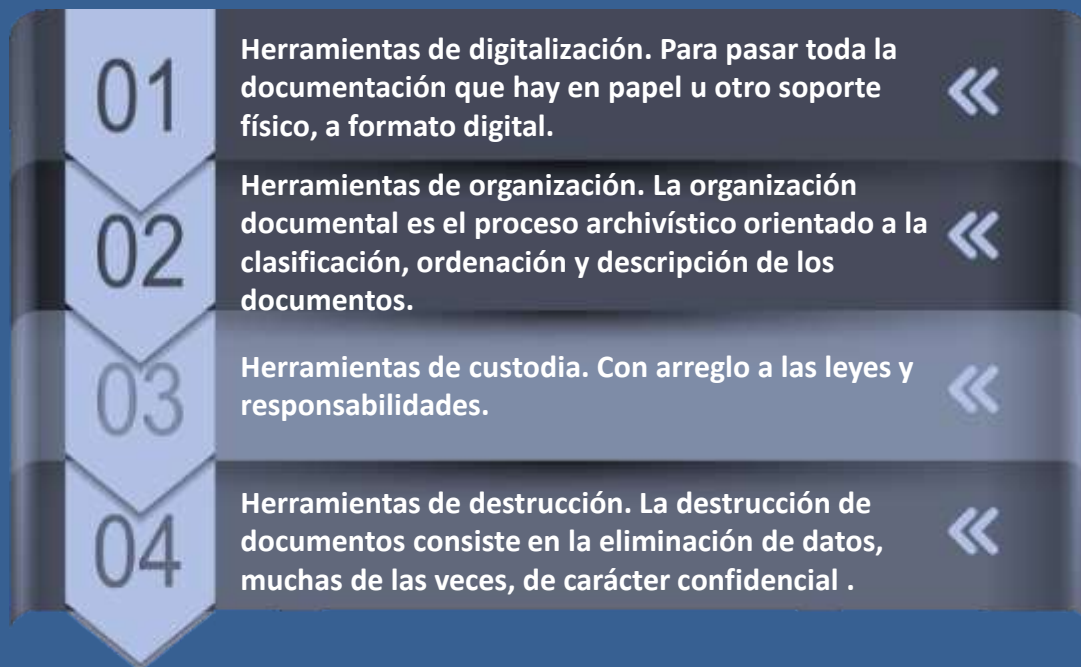 01
Herramientas de digitalización. Para pasar toda la
documentación que hay en papel u otro soporte
físico, a formato digital.
02
Herramientas de organización. La organización
documental es el proceso archivístico orientado a la
clasificación, ordenación y descripción de los
documentos.
03
Herramientas de custodia. Con arreglo a las leyes y
responsabilidades.
04
Herramientas de destrucción. La destrucción de
documentos consiste en la eliminación de datos,
muchas de las veces, de carácter confidencial .